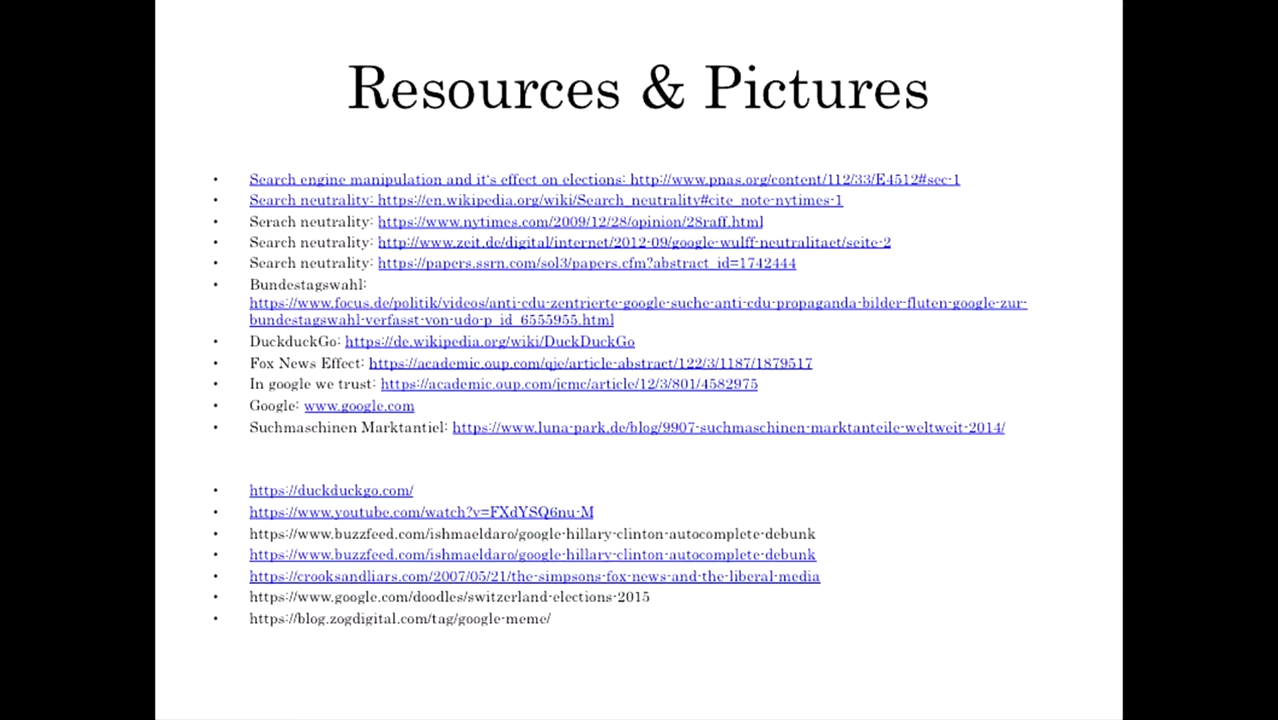 Resources & Pictures
• Search engine manipulation and it's effect on elections: http://www.pnas.org/content/112/33/E4512#sec-1
• Search neutrality: https://en.wikipedia.org/wiki/Search_neutrality#cite_note-nytimes-1
• Serach neutrality: https://www.nytimes.com/2009/12/28/opinion/28raff.html
• Search neutrality: http://www.zeit.de/digital/internet/2012-09/google-wulff-neutralitaet/seite-2
• Search neutrality: https://papers.ssrn.com/sol3/papers.cfm?abstract_id=1742444
• Bundestagswahl:
https://www.focus.de/politik/videos/anti-cdu-zentrierte-google-suche-anti-cdu-propaganda-bilder-fluten-google-zur-
bundestagswahl-verfasst-von-udo-p_id_6555955.html
• DuckduckGo: https://de.wikipedia.org/wiki/DuckDuckGo
• Fox News Effect: https://academic.oup.com/qje/article-abstract/122/3/1187/1879517
• In google we trust: https://academic.oup.com/jcmc/article/12/3/801/4582975
• Google: www.google.com
• Suchmaschinen Marktantiel: https://www.luna-park.de/blog/9907-suchmaschinen-marktanteile-weltweit-2014/
• https://duckduckgo.com/
• https://www.youtube.com/watch?v=FXdYSQ6nu-M
• https://www.buzzfeed.com/ishmaeldaro/google-hillary-clinton-autocomplete-debunk
• https://www.buzzfeed.com/ishmaeldaro/google-hillary-clinton-autocomplete-debunk
• https://crooksandliars.com/2007/05/21/the-simpsons-fox-news-and-the-liberal-media
• https://www.google.com/doodles/switzerland-elections-2015
• https://blog.zogdigital.com/tag/google-meme/